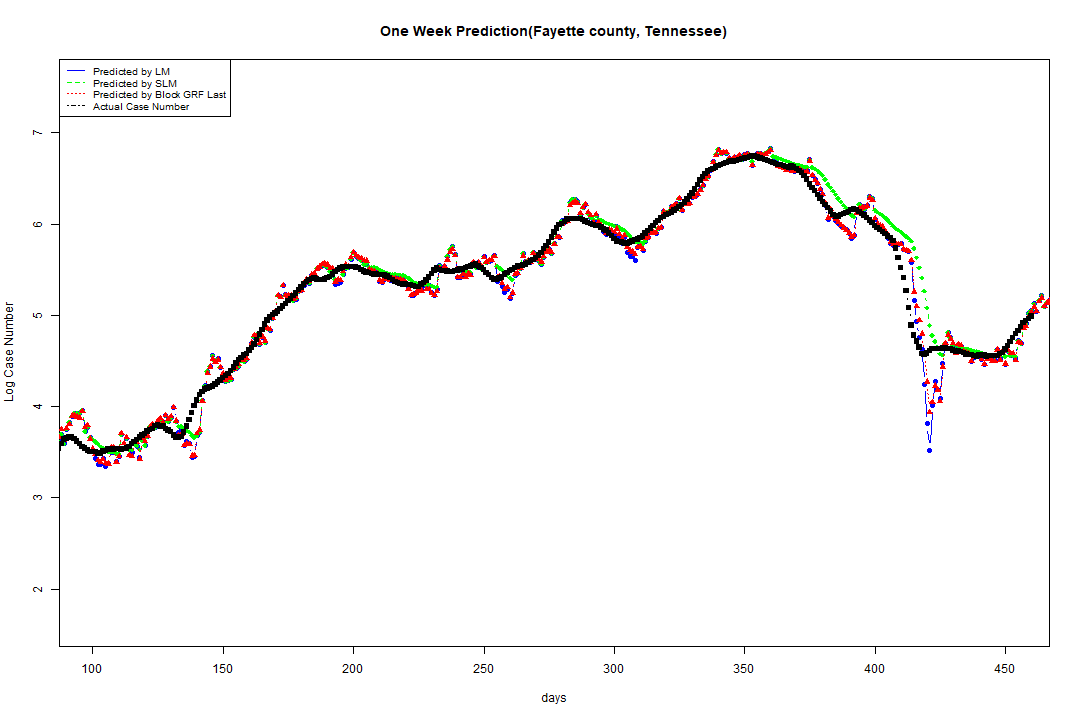 One Week Prediction(Fayette county, Tennessee)
Predicted by LM
Predicted by SLM
Predicted by Block GRF Last
Actual Case Number
7
6
5
4
3
2
Log Case Number
100 150 200 250 300 350 400 450
days